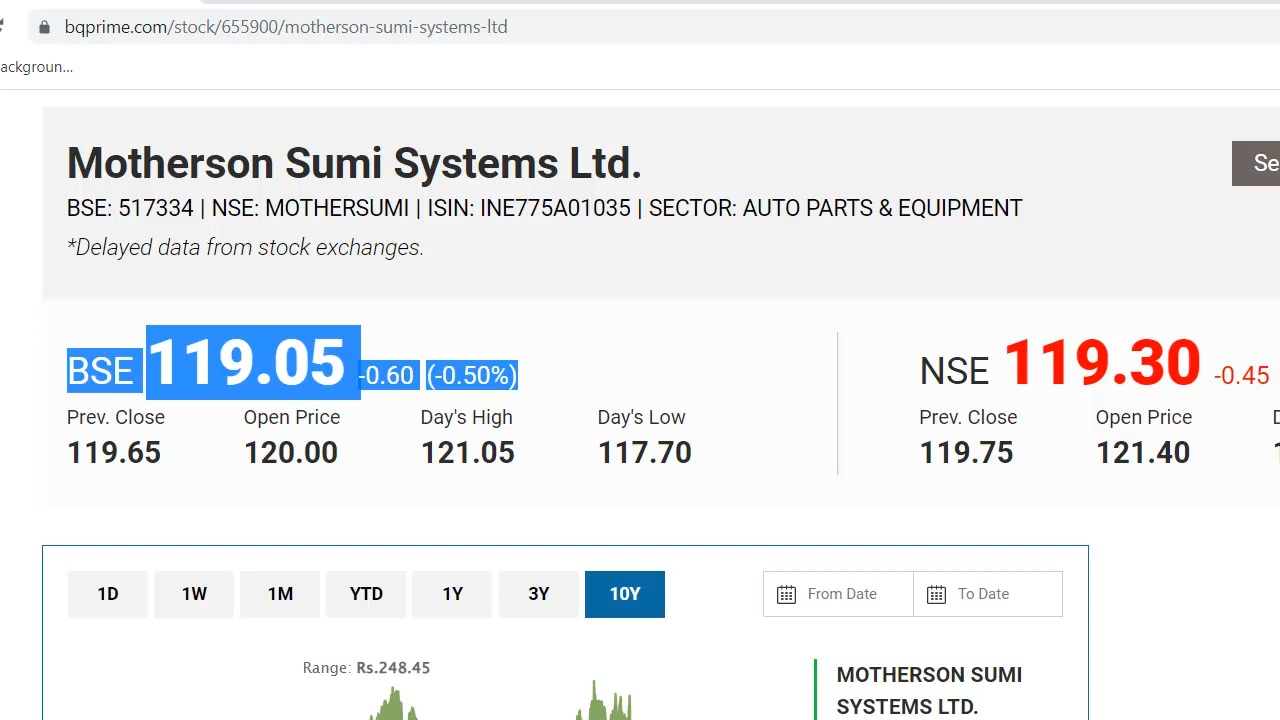 bqprime.com/stock/655900/motherson-sumi-systems-ltd
ackgroun...
Motherson Sumi Systems Ltd.
Se
BSE: 517334 | NSE: MOTHERSUMI | ISIN: INE775A01035 | SECTOR: AUTO PARTS & EQUIPMENT
*Delayed data from stock exchanges.
BSE 119.05 -0.60 (-0.50%)
Prev. Close Open Price Day's High Day's Low
119.65 120.00 121.05 117.70
NSE 119.30 -0.45
Prev. Close Open Price
119.75 121.40
1D 1W 1M YTD 1Y 3Y 10Y
From Date To Date
Range: Rs.248.45
MOTHERSON SUMI
SYSTEMS LTD.